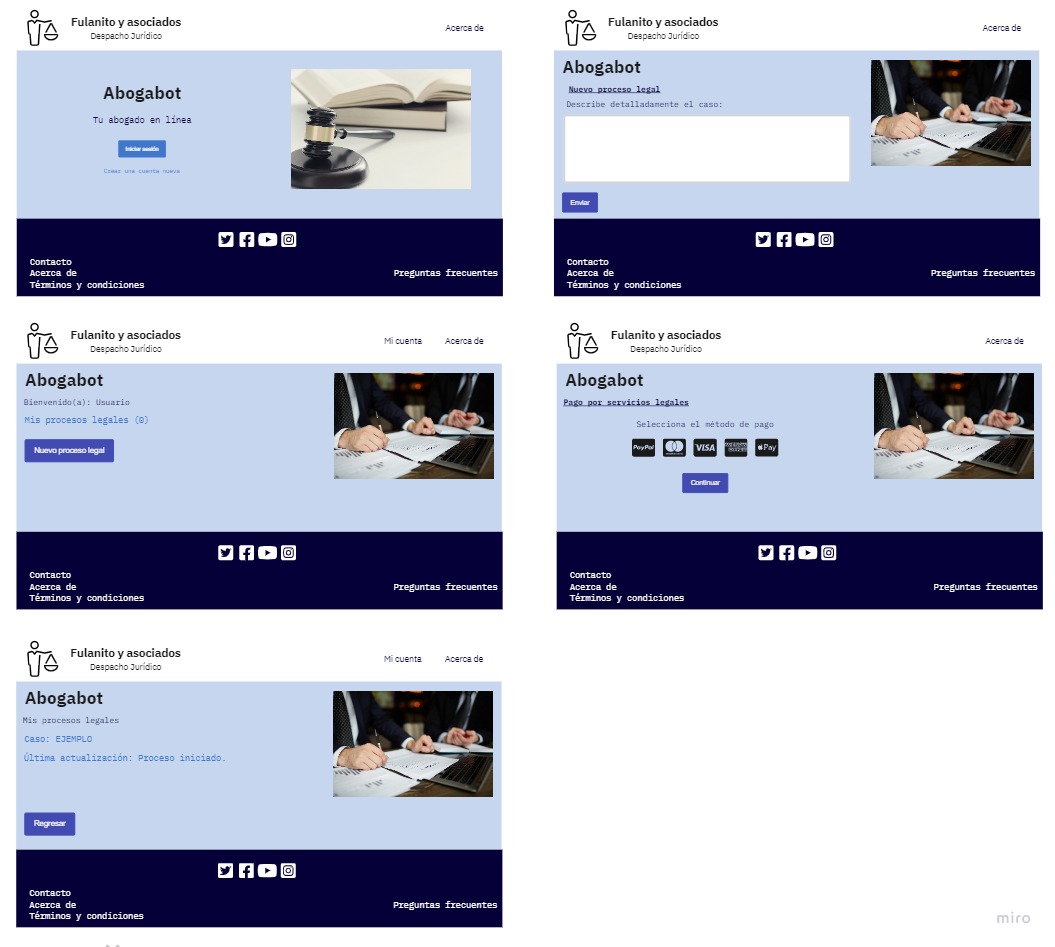 Fulanito y asociados
Despacho Jurídico
Acerca de
Abogabot
Tu abogado en línea
Iniciar sesión
Crear una cuenta nueva
Contacto
Acerca de
Términos y condiciones
Preguntas frecuentes
Fulanito y asociados
Despacho Jurídico
Acerca de
Abogabot
Nuevo proceso legal
Describe detalladamente el caso:
Enviar
Contacto
Acerca de
Términos y condiciones
Preguntas frecuentes
Fulanito y asociados
Despacho Jurídico
Mi cuenta
Acerca de
Abogabot
Bienvenido(a): Usuario
Mis procesos legales (0)
Nuevo proceso legal
Contacto
Acerca de
Términos y condiciones
Preguntas frecuentes
Fulanito y asociados
Despacho Jurídico
Acerca de
Abogabot
Pago por servicios legales
Selecciona el método de pago
PayPal
VISA
Pay
Continuar
Contacto
Acerca de
Términos y condiciones
Preguntas frecuentes
Fulanito y asociados
Despacho Jurídico
Mi cuenta
Acerca de
Abogabot
Mis procesos legales
Caso: EJEMPLO
Última actualización: Proceso iniciado.
Regresar
Contacto
Acerca de
Términos y condiciones
Preguntas frecuentes
miro